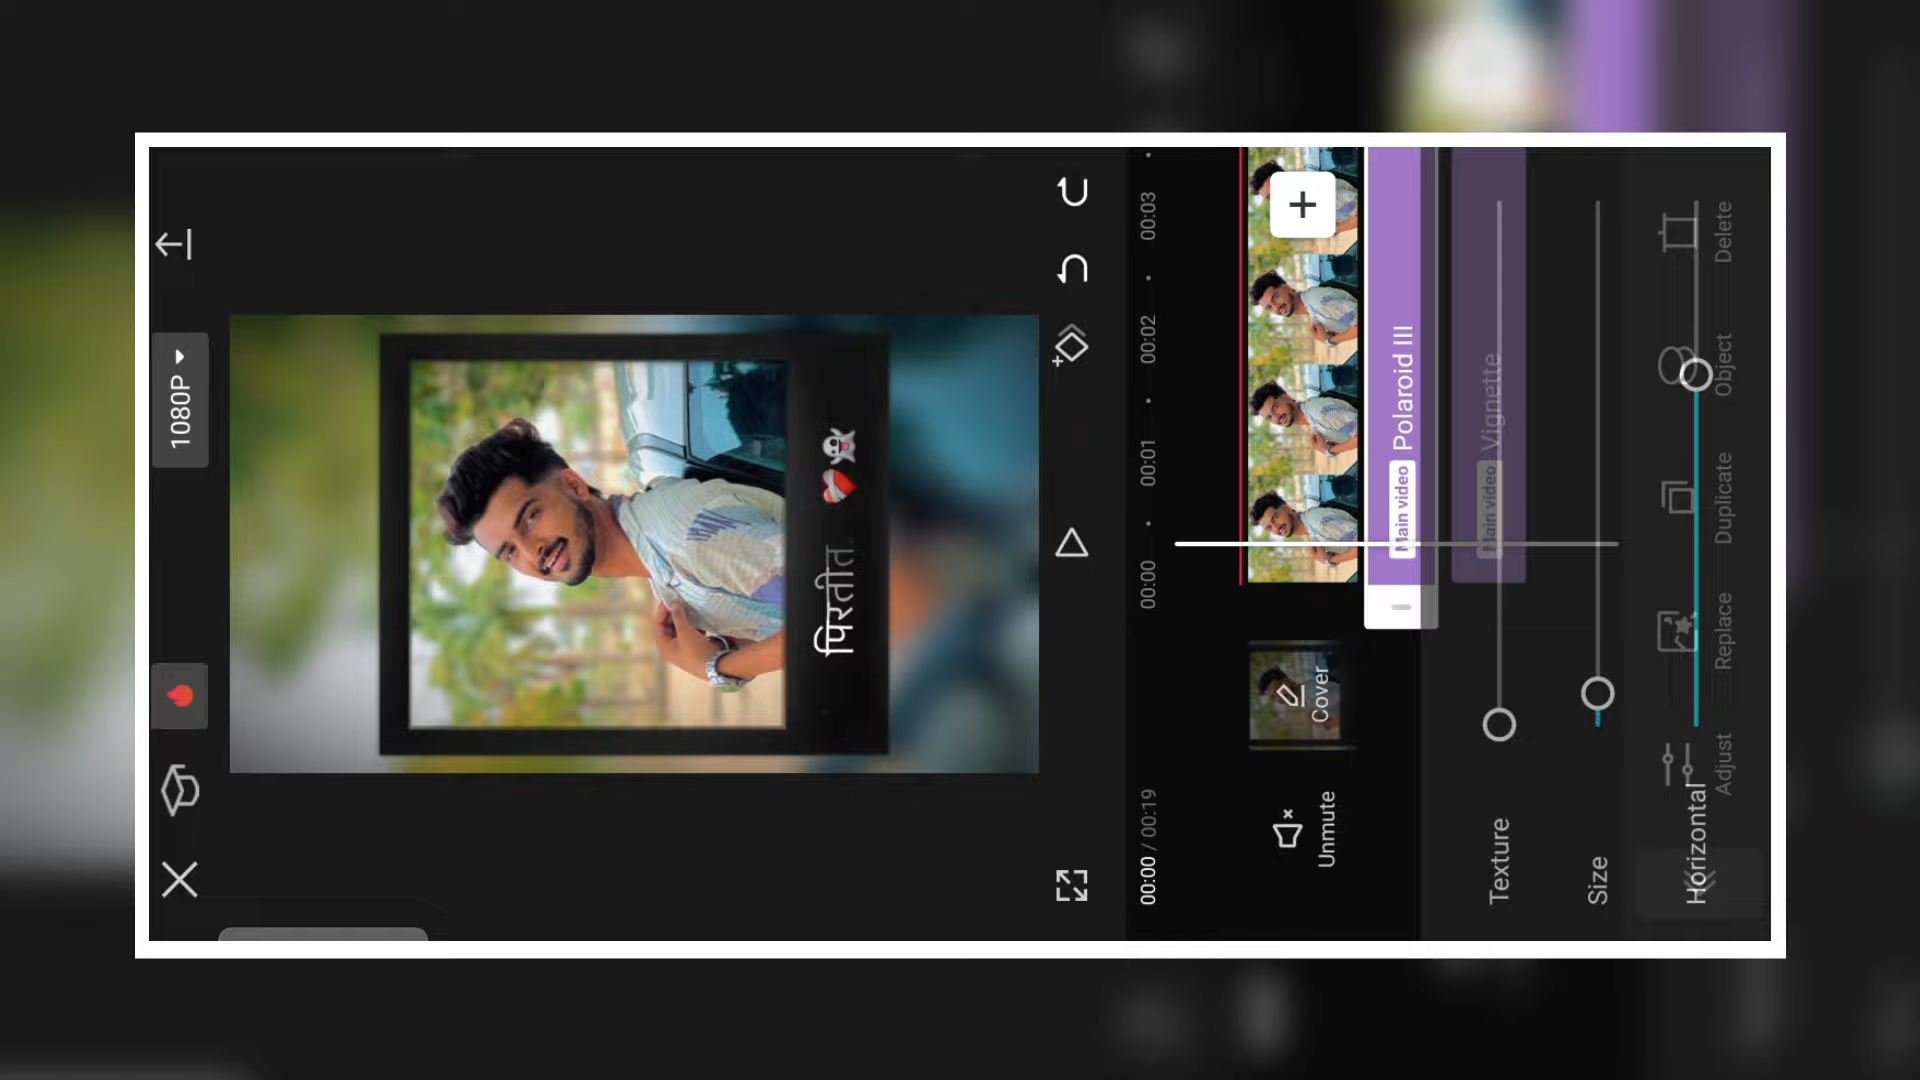 1080P
पिरतीत
00:00 / 00:19
00:00
00:01
00:02
00:03
Unmute
Cover
Main video
Polaroid III
Main video
Vignette
Texture
Size
Horizontal
Adjust
Replace
Duplicate
Object
Delete